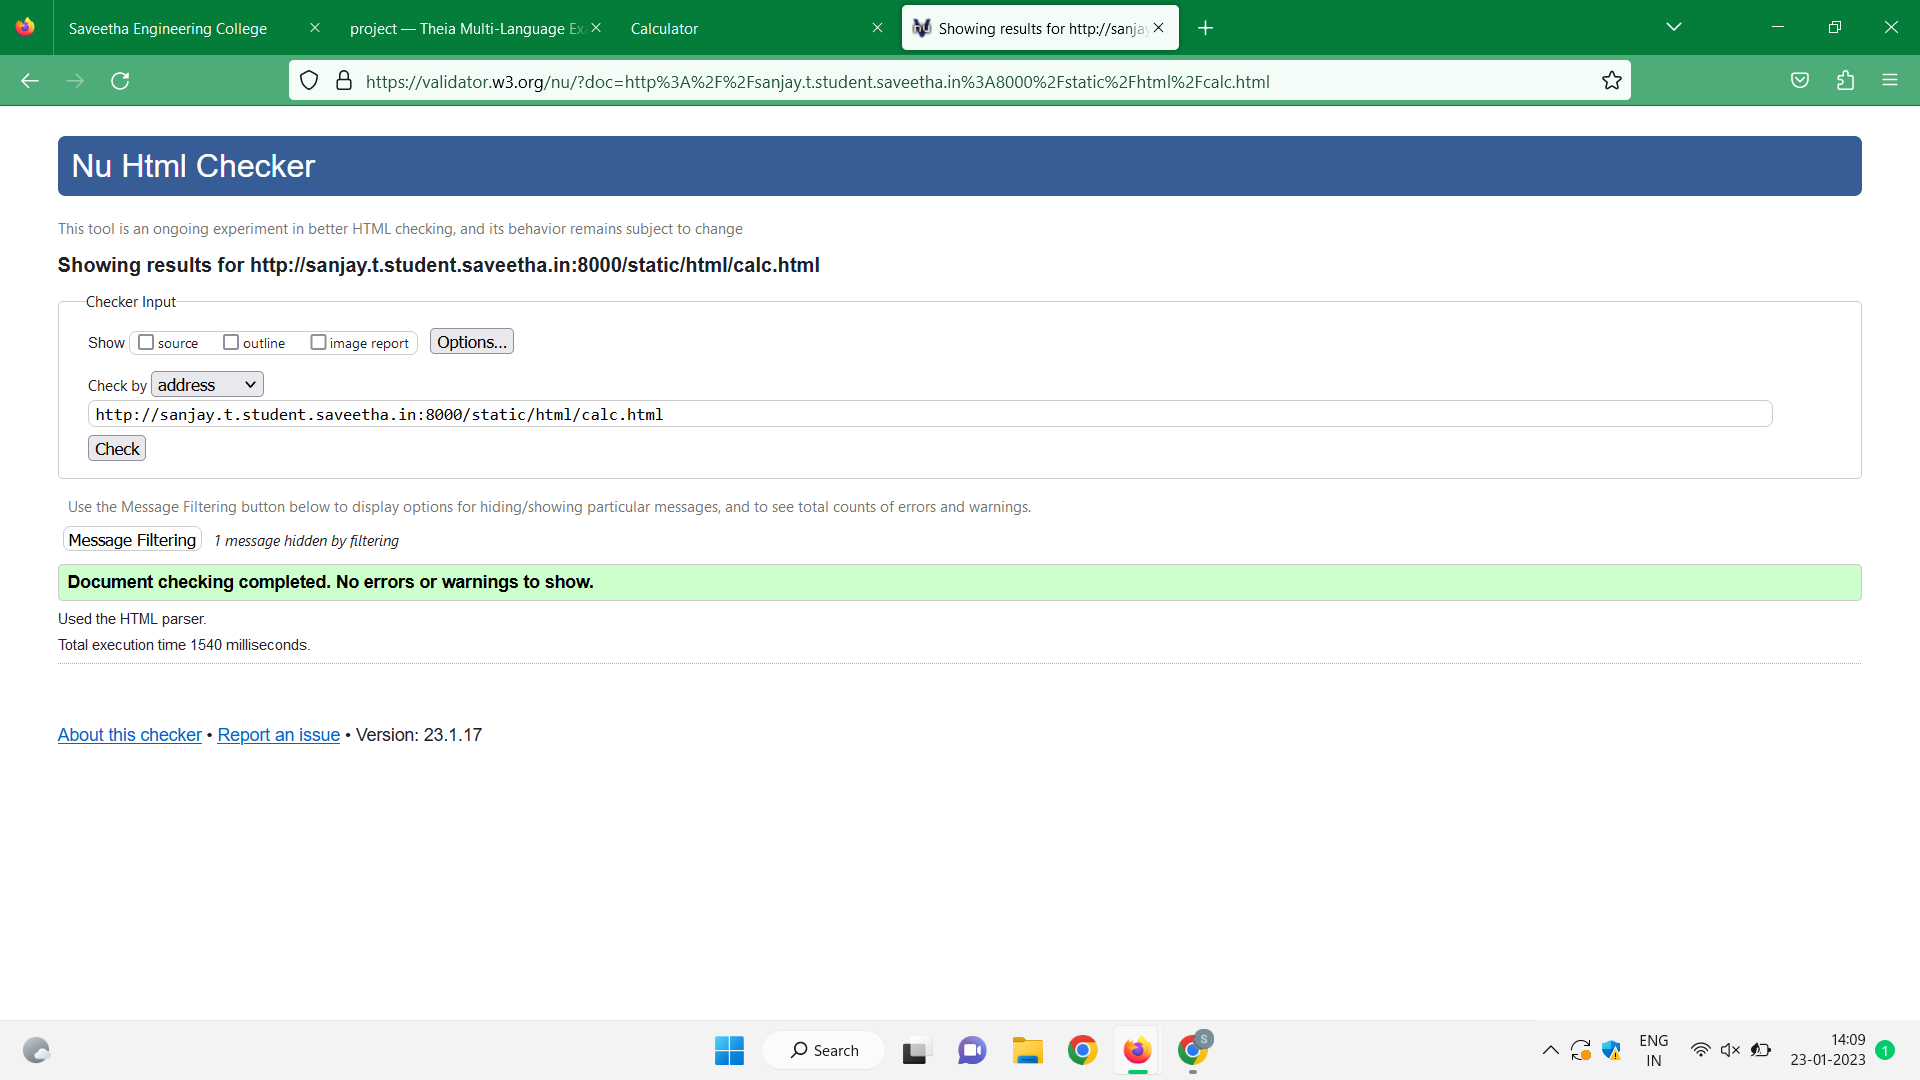 Saveetha Engineering College
project — Theia Multi-Language Ex
Calculator
Showing results for http://sanja
https://validator.w3.org/nu/?doc=http%3A%2F%2Fsanjay.t.student.saveetha.in%3A8000%2Fstatic%2Fhtml%2Fcalc.html
Nu Html Checker
This tool is an ongoing experiment in better HTML checking, and its behavior remains subject to change
Showing results for http://sanjay.t.student.saveetha.in:8000/static/html/calc.html
Checker Input
Show source outline image report Options...
Check by address
http://sanjay.t.student.saveetha.in:8000/static/html/calc.html
Check
Use the Message Filtering button below to display options for hiding/showing particular messages, and to see total counts of errors and warnings.
Message Filtering 1 message hidden by filtering
Document checking completed. No errors or warnings to show.
Used the HTML parser.
Total execution time 1540 milliseconds.
About this checker • Report an issue • Version: 23.1.17
Search
S
ENG
IN
14:09
23-01-2023
1